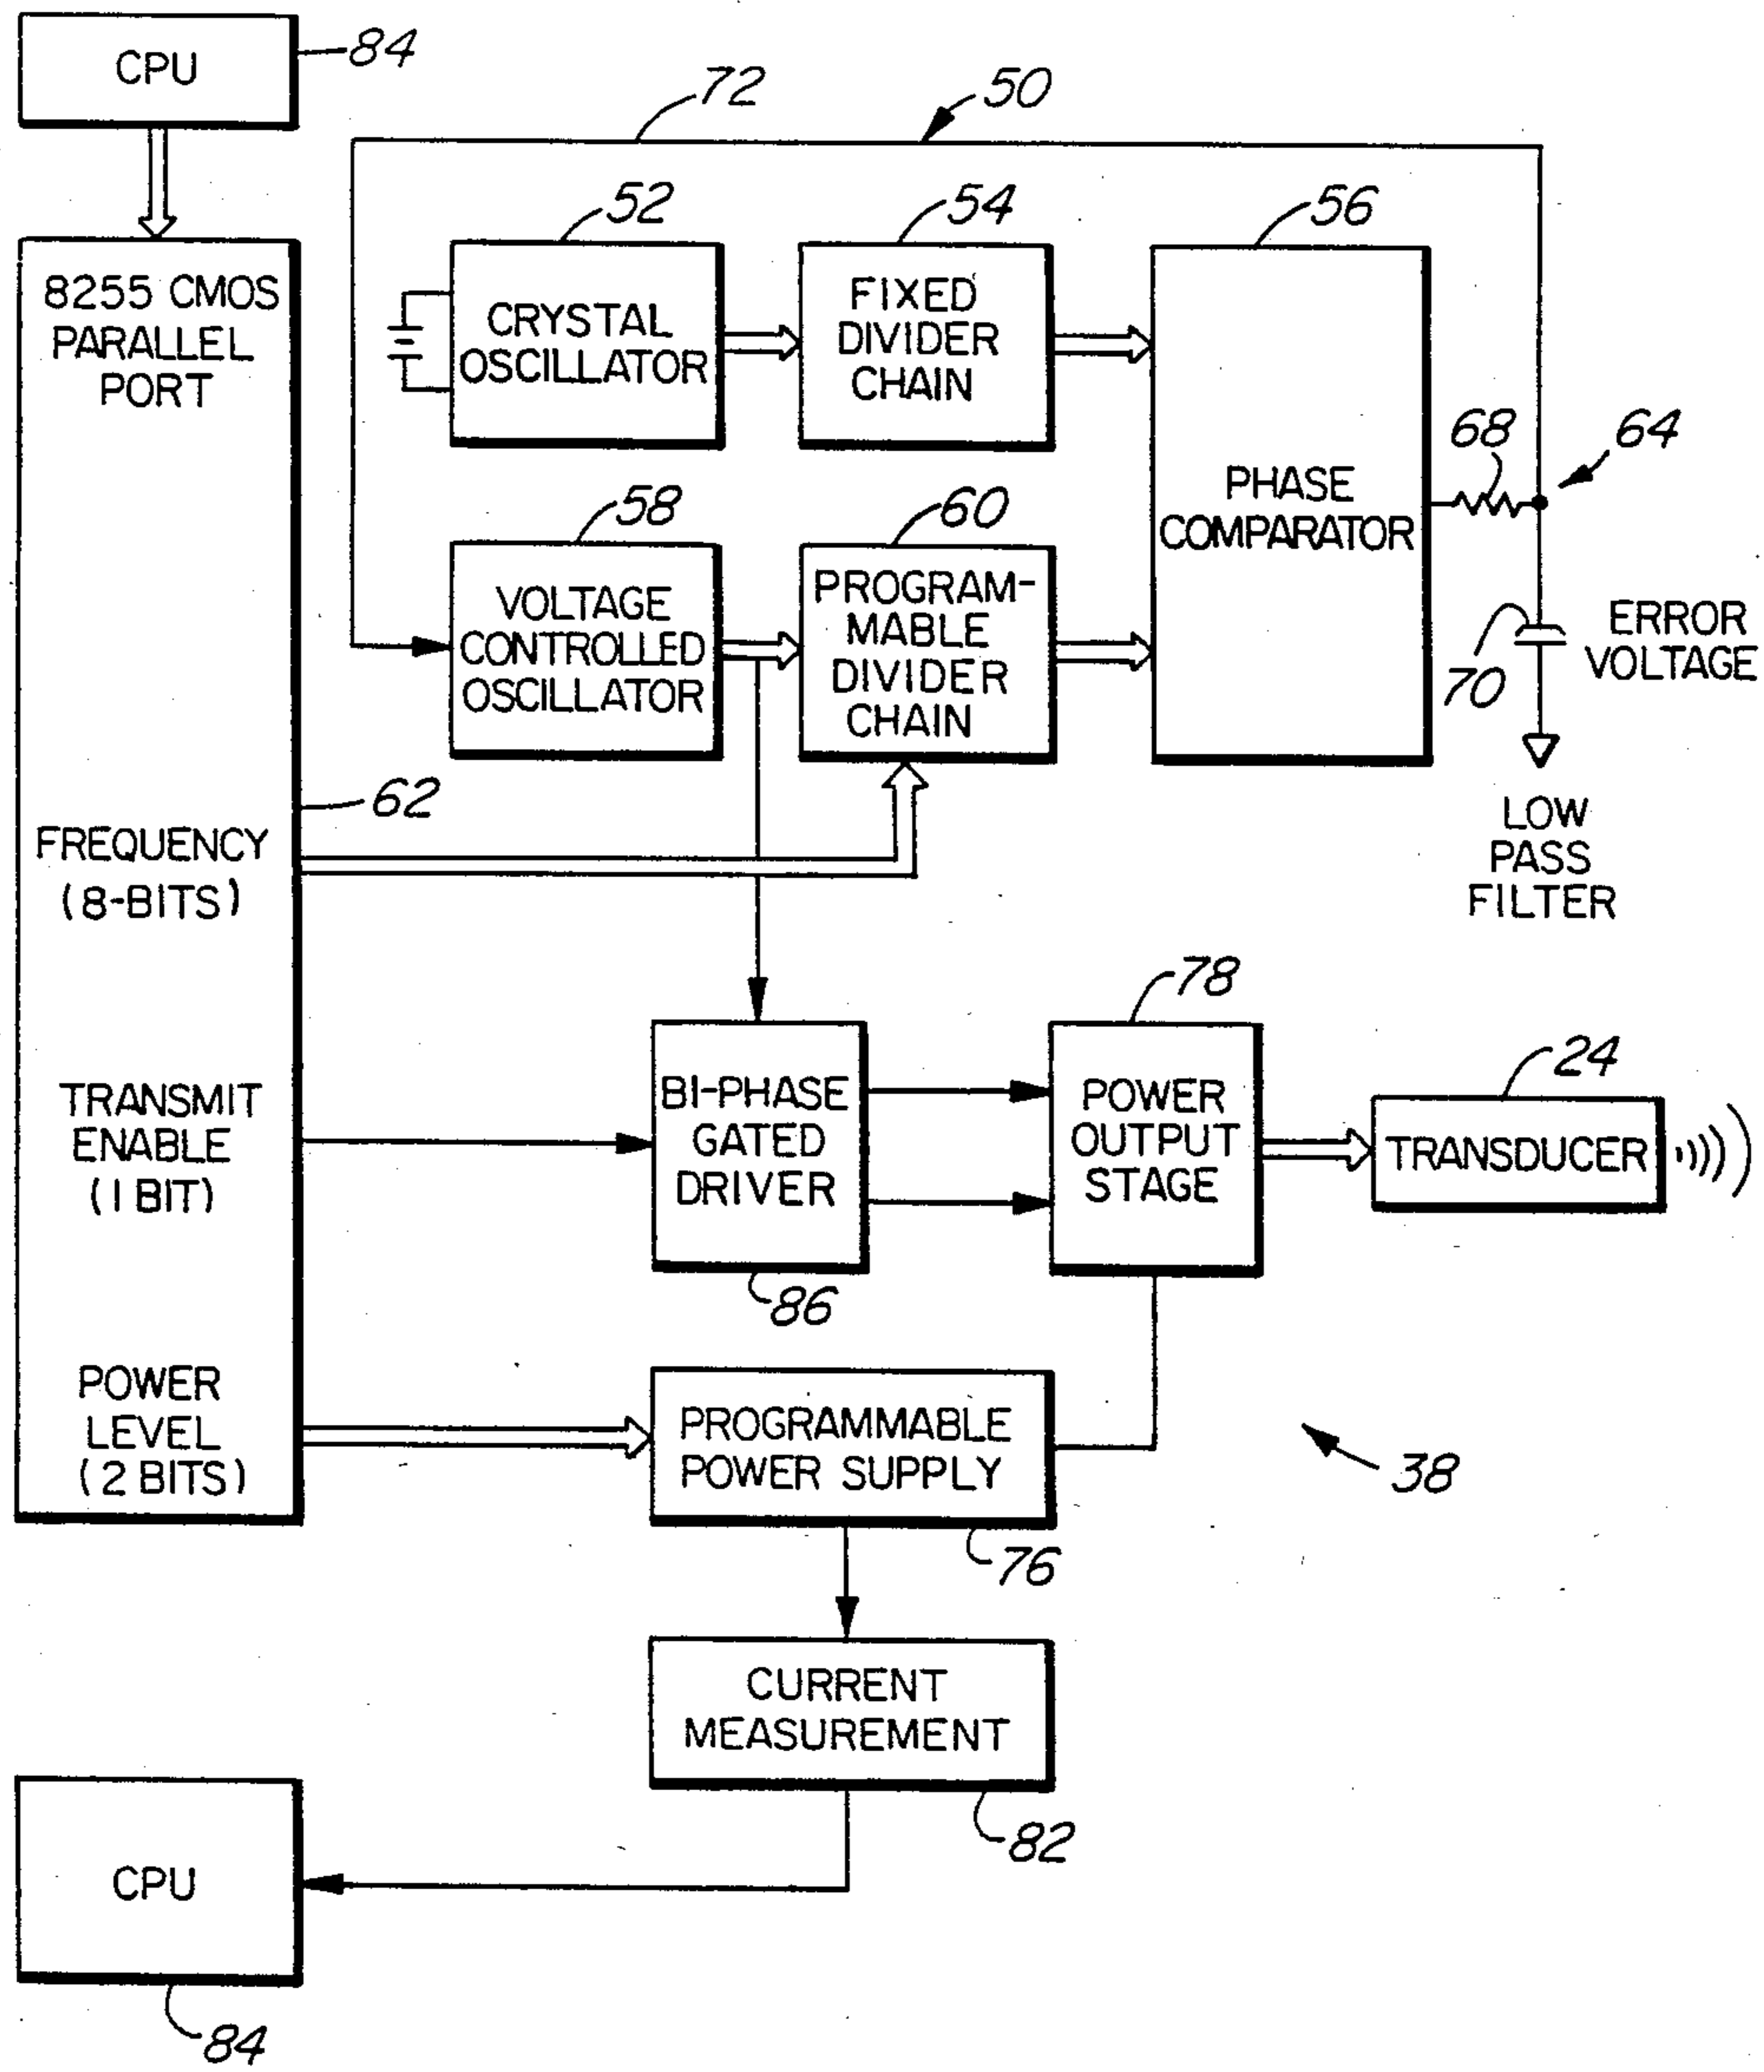 CPU
84
72
50
8255 CMOS
PARALLEL
PORT
52
CRYSTAL
OSCILLATOR
54
FIXED
DIVIDER
CHAIN
56
PHASE
COMPARATOR
68
64
58
VOLTAGE
CONTROLLED
OSCILLATOR
60
PROGRAM-
MABLE
DIVIDER
CHAIN
70
ERROR
VOLTAGE
LOW
PASS
FILTER
62
FREQUENCY
(8-BITS)
TRANSMIT
ENABLE
(1 BIT)
BI-PHASE
GATED
DRIVER
86
78
POWER
OUTPUT
STAGE
24
TRANSDUCER
POWER
LEVEL
(2 BITS)
PROGRAMMABLE
POWER SUPPLY
76
38
CURRENT
MEASUREMENT
82
CPU
84